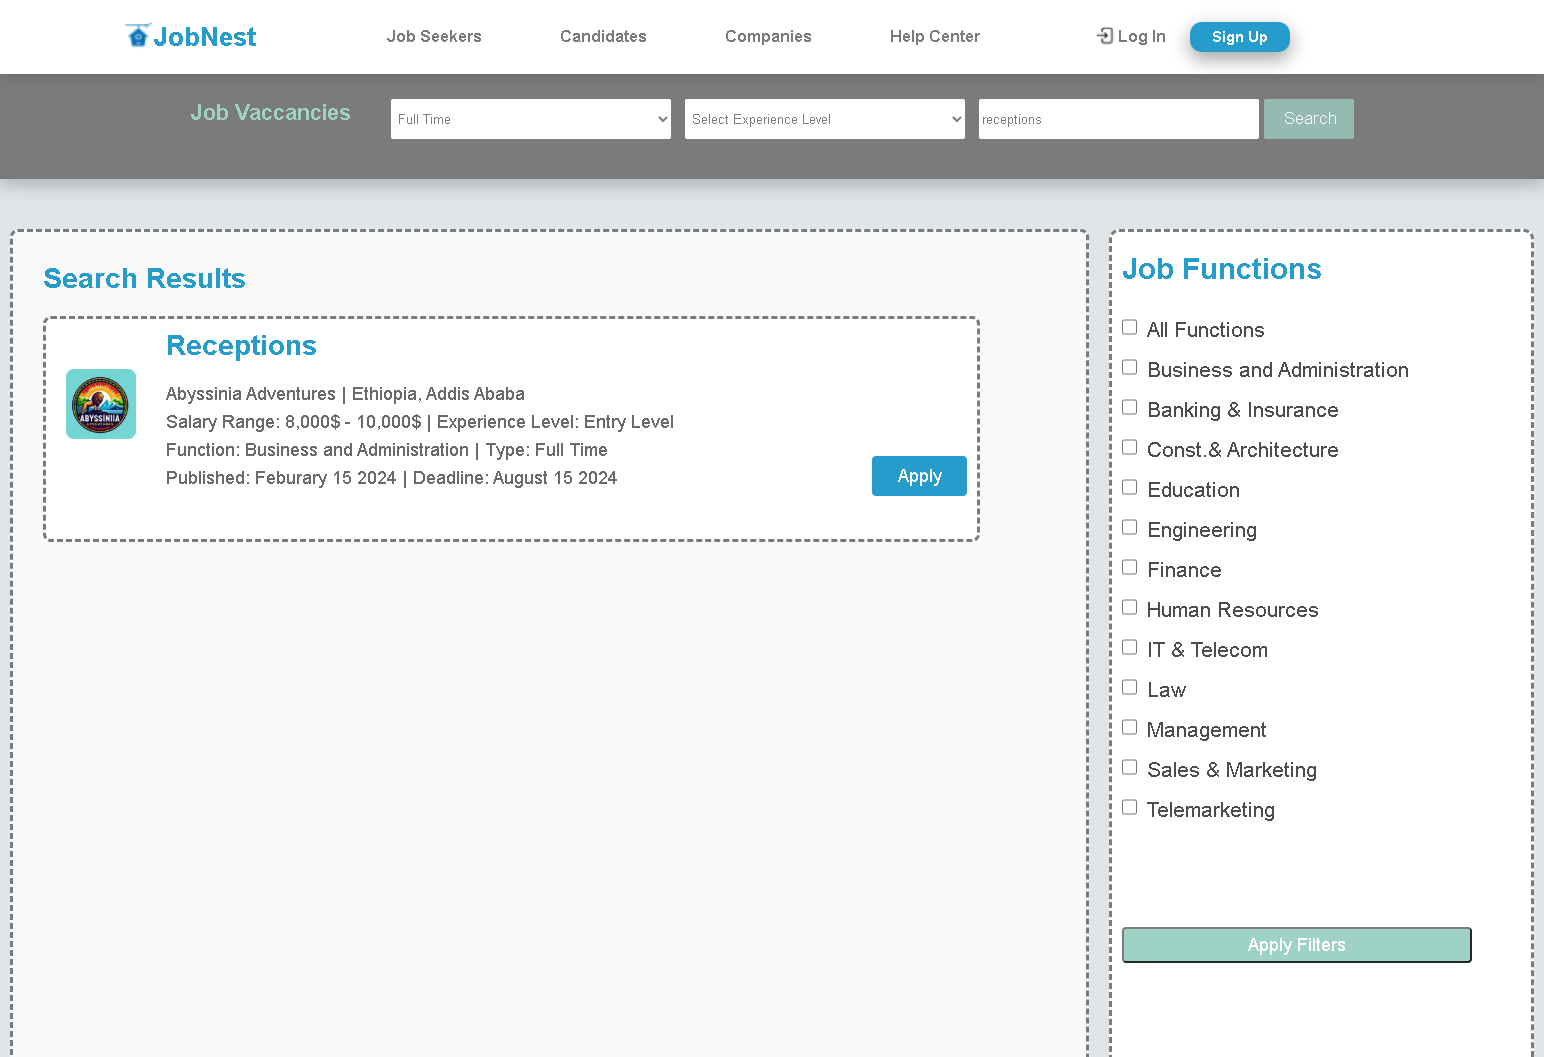 JobNest
Job Seekers
Candidates
Companies
Help Center
Log In
Sign Up
Job Vaccancies
Full Time
Select Experience Level
receptions
Search
Search Results
Receptions
ABYSSINIIA
ADVENTURES
Abyssinia Adventures | Ethiopia, Addis Ababa
Salary Range: 8,000$ - 10,000$ | Experience Level: Entry Level
Function: Business and Administration | Type: Full Time
Published: Feburary 15 2024 | Deadline: August 15 2024
Apply
Job Functions
All Functions
Business and Administration
Banking & Insurance
Const.& Architecture
Education
Engineering
Finance
Human Resources
IT & Telecom
Law
Management
Sales & Marketing
Telemarketing
Apply Filters